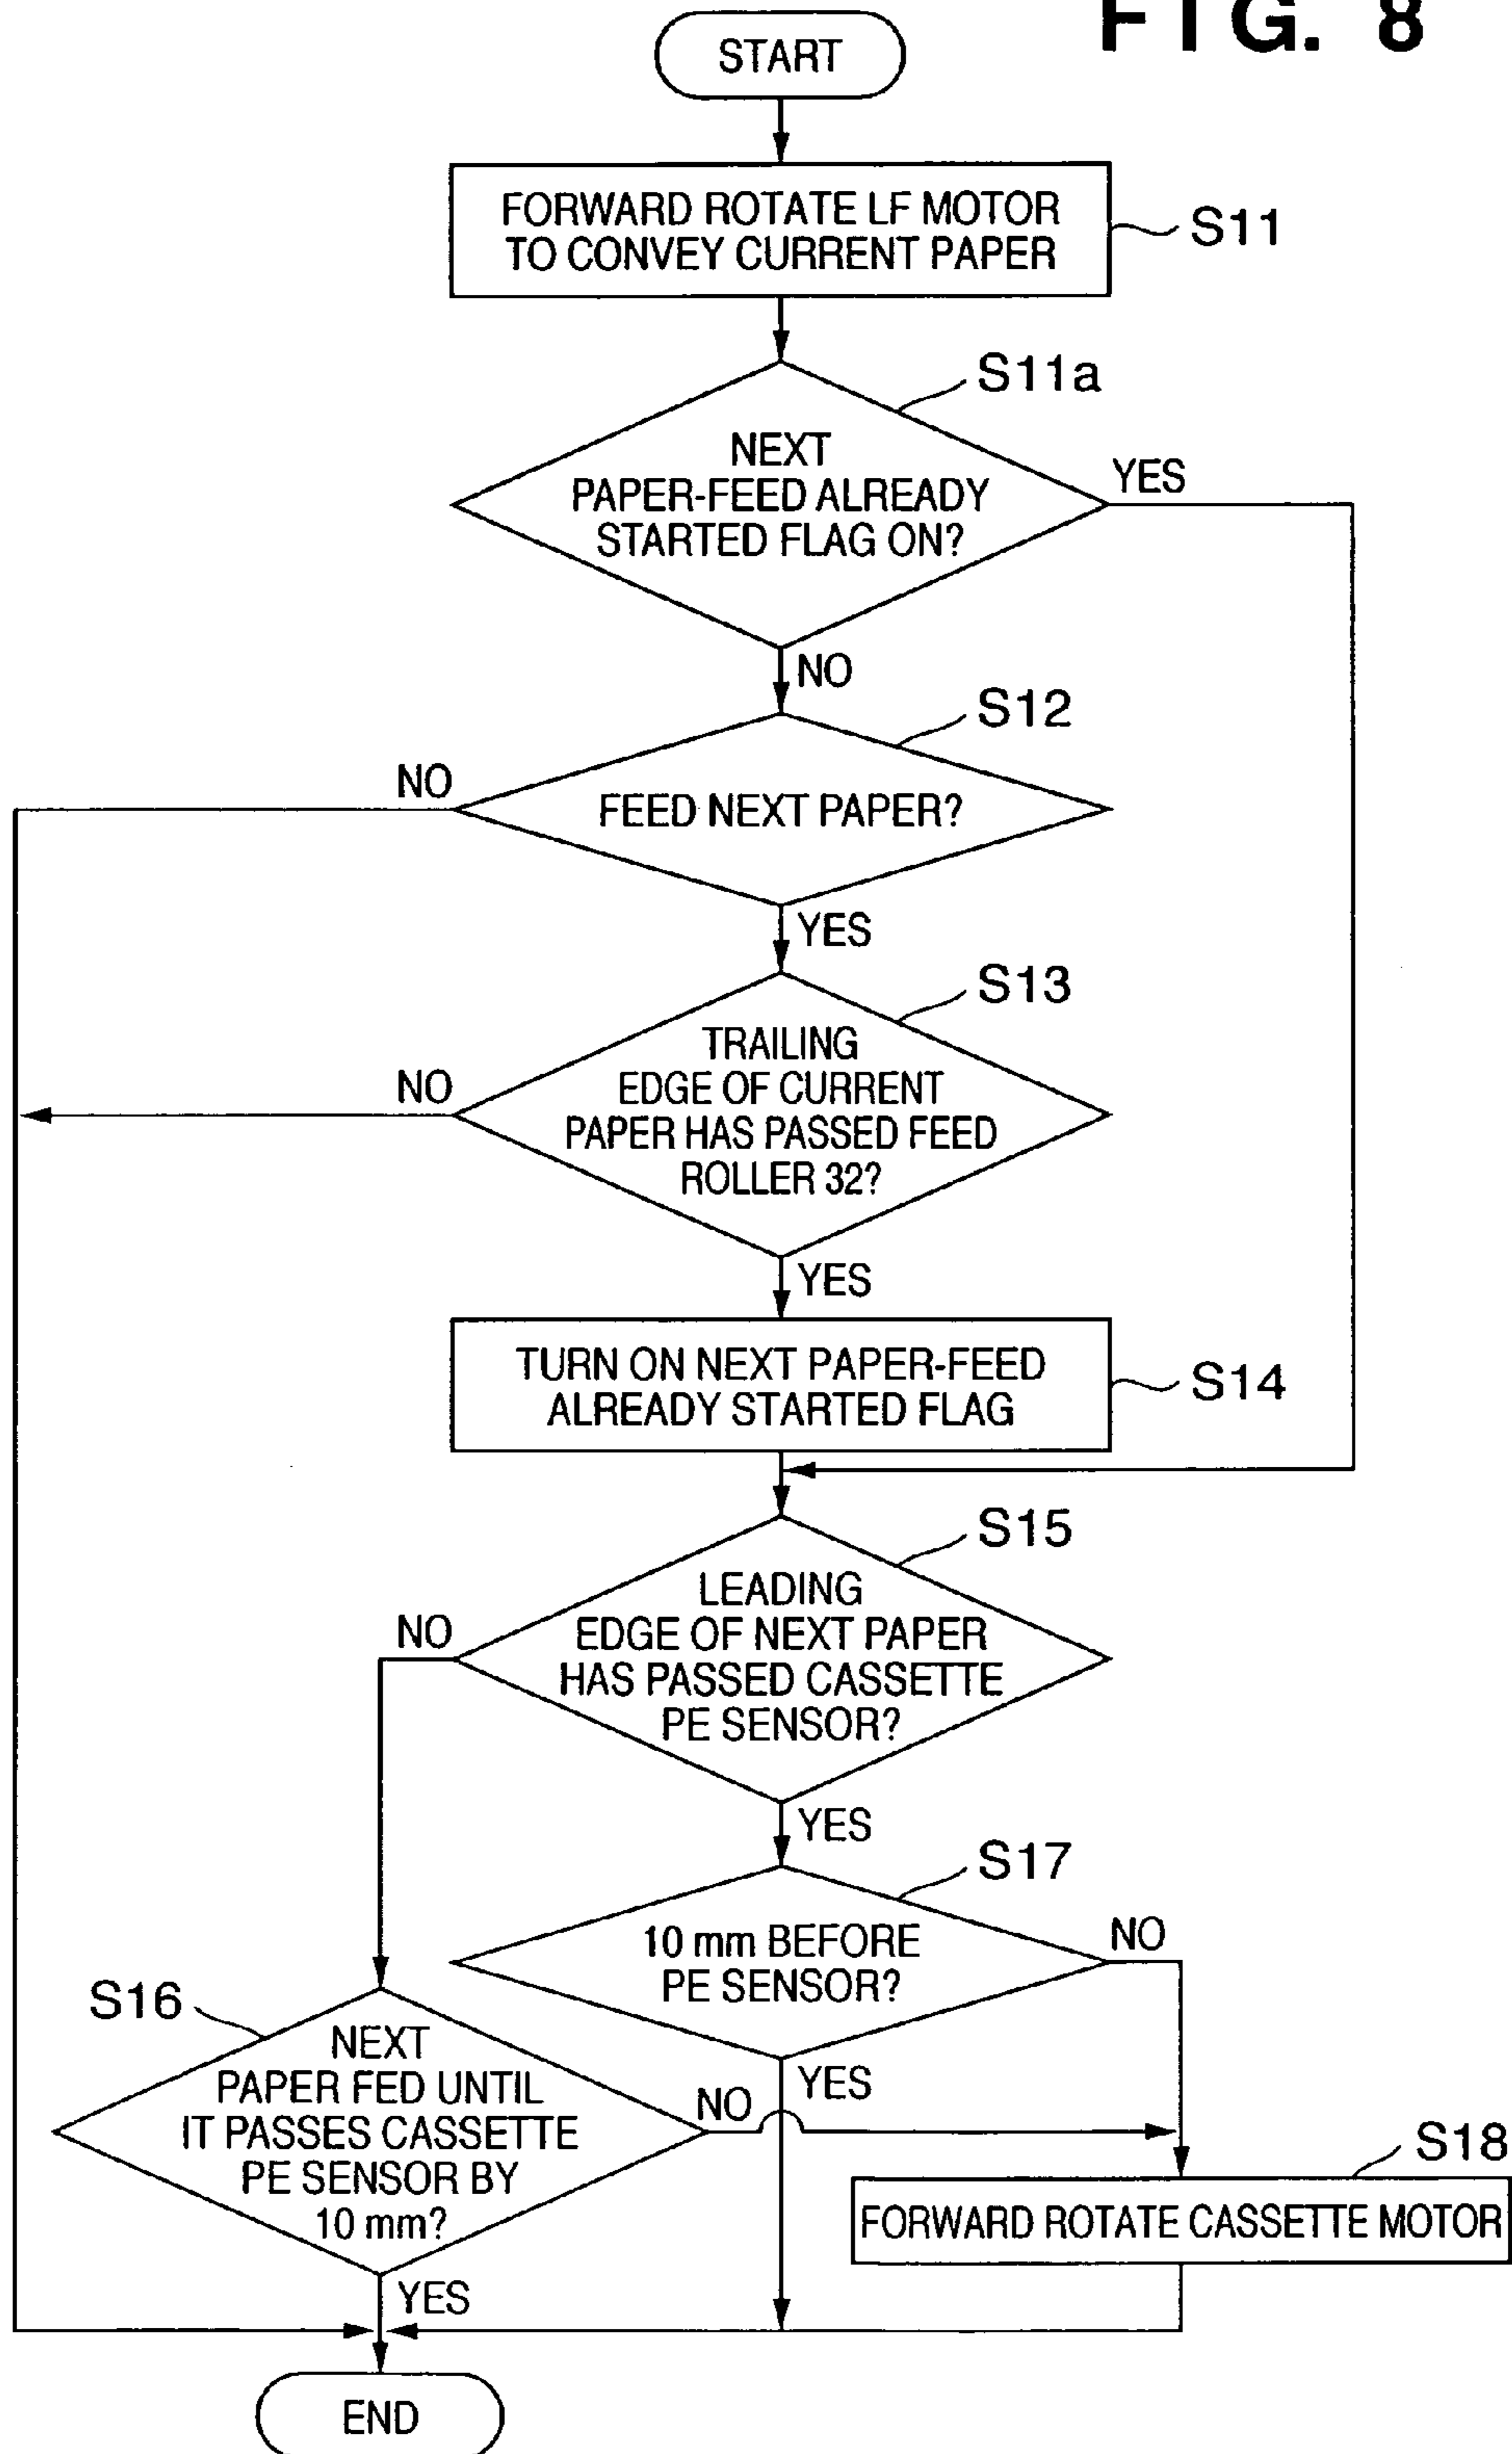 FIG. 8
START
FORWARD ROTATE LF MOTOR
TO CONVEY CURRENT PAPER
S11
S11a
NEXT
PAPER-FEED ALREADY
STARTED FLAG ON?
YES
NO
S12
NO
FEED NEXT PAPER?
YES
S13
TRAILING
EDGE OF CURRENT
PAPER HAS PASSED FEED
ROLLER 32?
NO
YES
TURN ON NEXT PAPER-FEED
ALREADY STARTED FLAG
S14
S15
LEADING
EDGE OF NEXT PAPER
HAS PASSED CASSETTE
PE SENSOR?
NO
YES
S17
10 mm BEFORE
PE SENSOR?
NO
YES
S16
NEXT
PAPER FED UNTIL
IT PASSES CASSETTE
PE SENSOR BY
10 mm?
NO
YES
S18
FORWARD ROTATE CASSETTE MOTOR
END